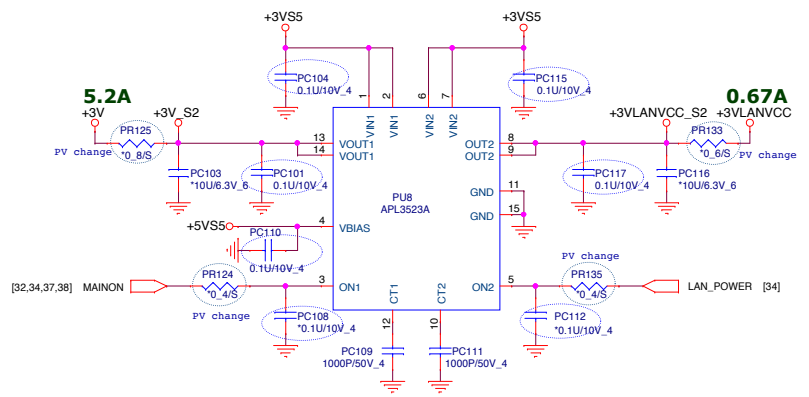 +3VS5
+3VS5
PC104
0.1U/10V_4
PC115
0.1U/10V_4
1
2
6
7
5.2A
+3V
+3V_S2
VIN1
VIN1
VIN2
VIN2
+3VLANVCC_S2
0.67A
+3VLANVCC
PR125
*0_8/S
PV change
13
14
VOUT1
VOUT1
OUT2
OUT2
8
9
PR133
*0_6/S
PV change
PC103
*10U/6.3V_6
PC101
0.1U/10V_4
PC117
0.1U/10V_4
PC116
*10U/6.3V_6
PU8
APL3523A
GND
11
GND
15
+5VS5
4
VBIAS
PC110
0.1U/10V_4
PV change
[32,34,37,38] MAINON
PR124
*0_4/S
3
ON1
CT1
CT2
ON2
5
PR135
*0_4/S
LAN_POWER [34]
PV change
PC108
*0.1U/10V_4
12
10
PC112
*0.1U/10V_4
PC109
1000P/50V_4
PC111
1000P/50V_4